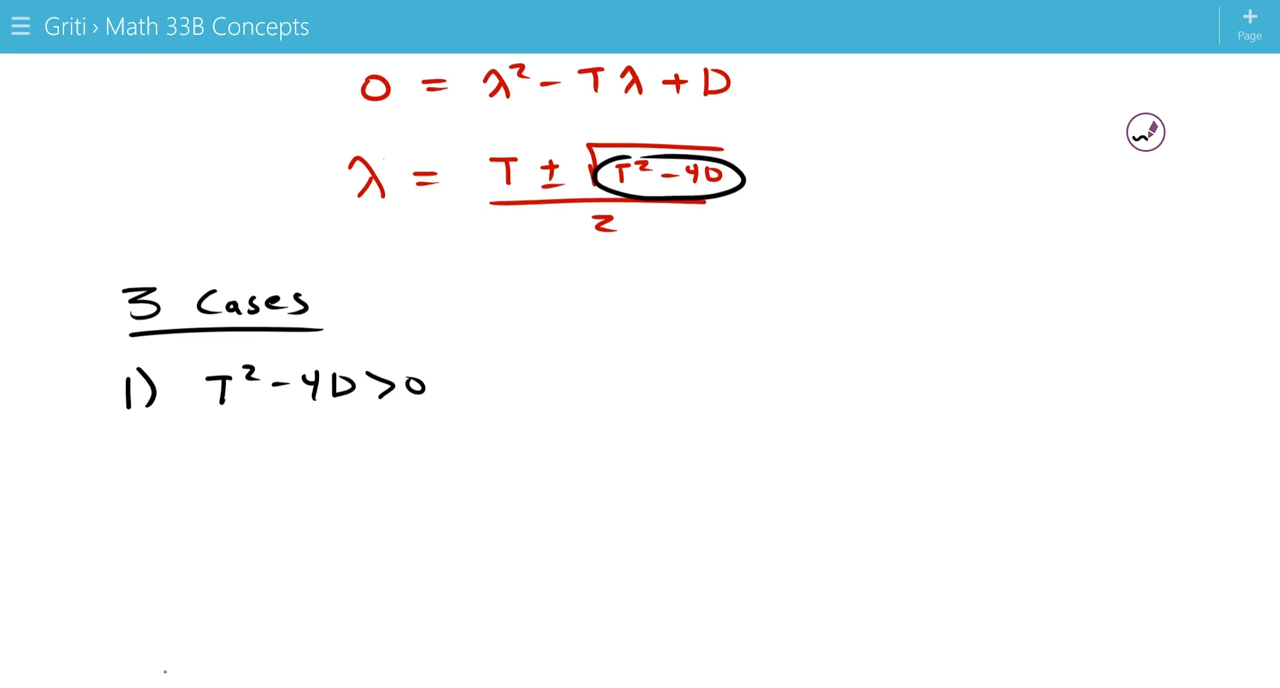 Griti › Math 33B Concepts
+
Page
0 = λ² - Tλ + D
λ = (T ± √(T² - 4D)) / 2
3 Cases
1) T² - 4D > 0